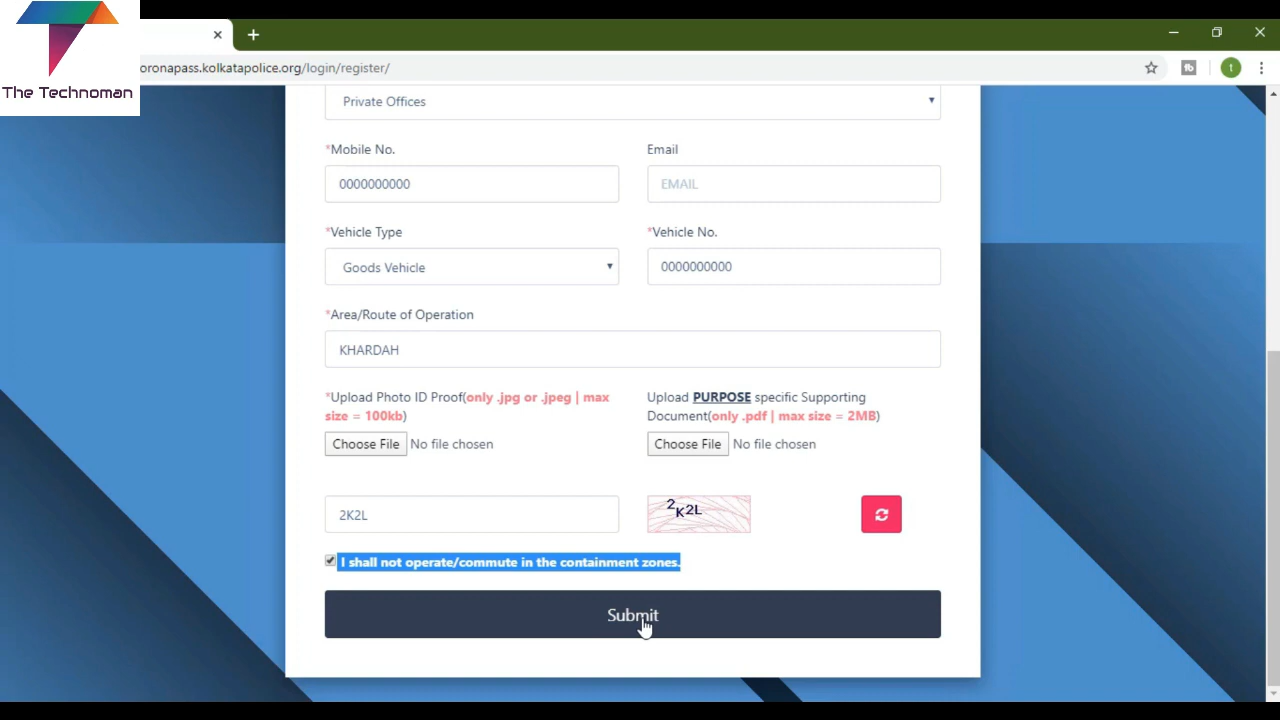 The Technoman
oronapass.kolkatapolice.org/login/register/
t
Private Offices
*Mobile No.
Email
0000000000
EMAIL
*Vehicle Type
*Vehicle No.
Goods Vehicle
0000000000
*Area/Route of Operation
KHARDAH
*Upload Photo ID Proof(only .jpg or .jpeg | max
size = 100kb)
Upload PURPOSE specific Supporting
Document(only .pdf | max size = 2MB)
Choose File No file chosen
Choose File No file chosen
2K2L
2K2L
I shall not operate/commute in the containment zones.
Submit